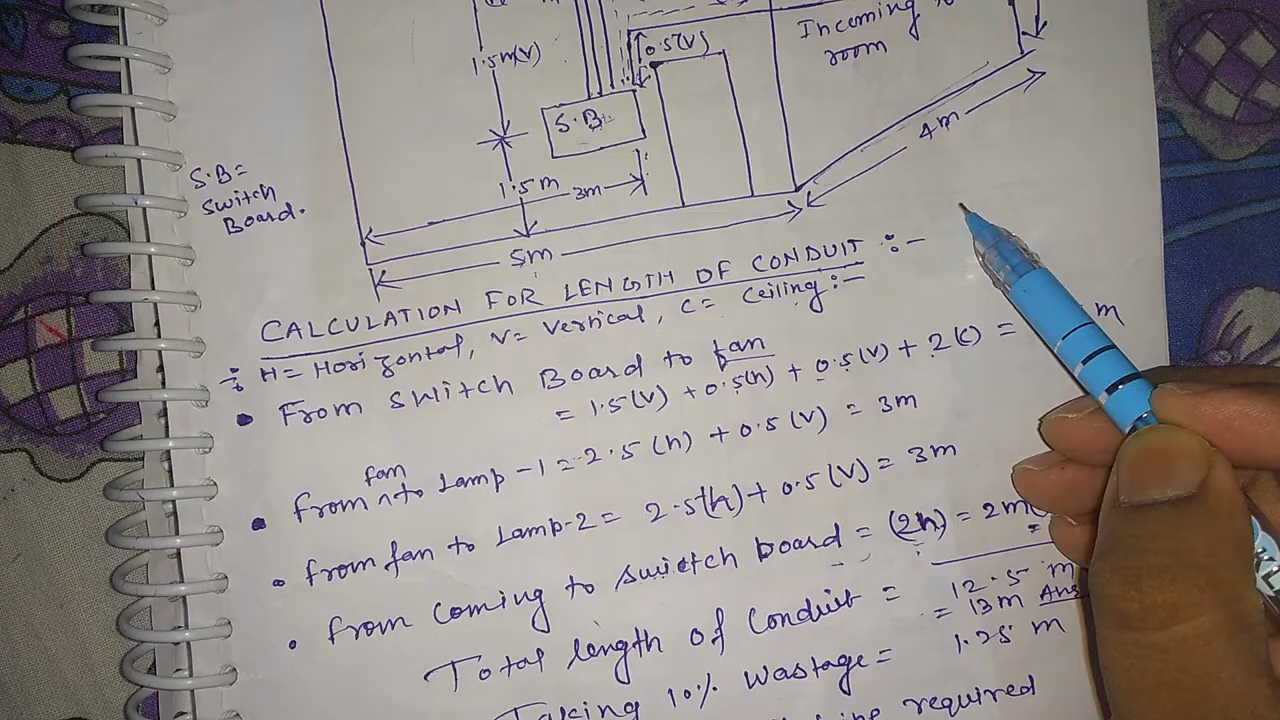 0.5(V)
Incoming
room
1.5m(V)
S.B
4m
S.B=
Switch
Board.
1.5m
3m
5m
CALCULATION FOR LENGTH OF CONDUIT :-
H= Horizontal, V= Vertical, C= Ceiling:-
• From Switch Board to fan
= 1.5(V) + 0.5(h) + 0.5(V) + 2(C) = m
• from fan to Lamp-1 = 2.5(h) + 0.5(V) = 3m
• from fan to Lamp-2 = 2.5(h) + 0.5(V) = 3m
• from coming to swietch board = (2h) = 2m
Total length of Conduit = 12.5 m
= 13m Ans
Taking 10% wastage = 1.25 m
required